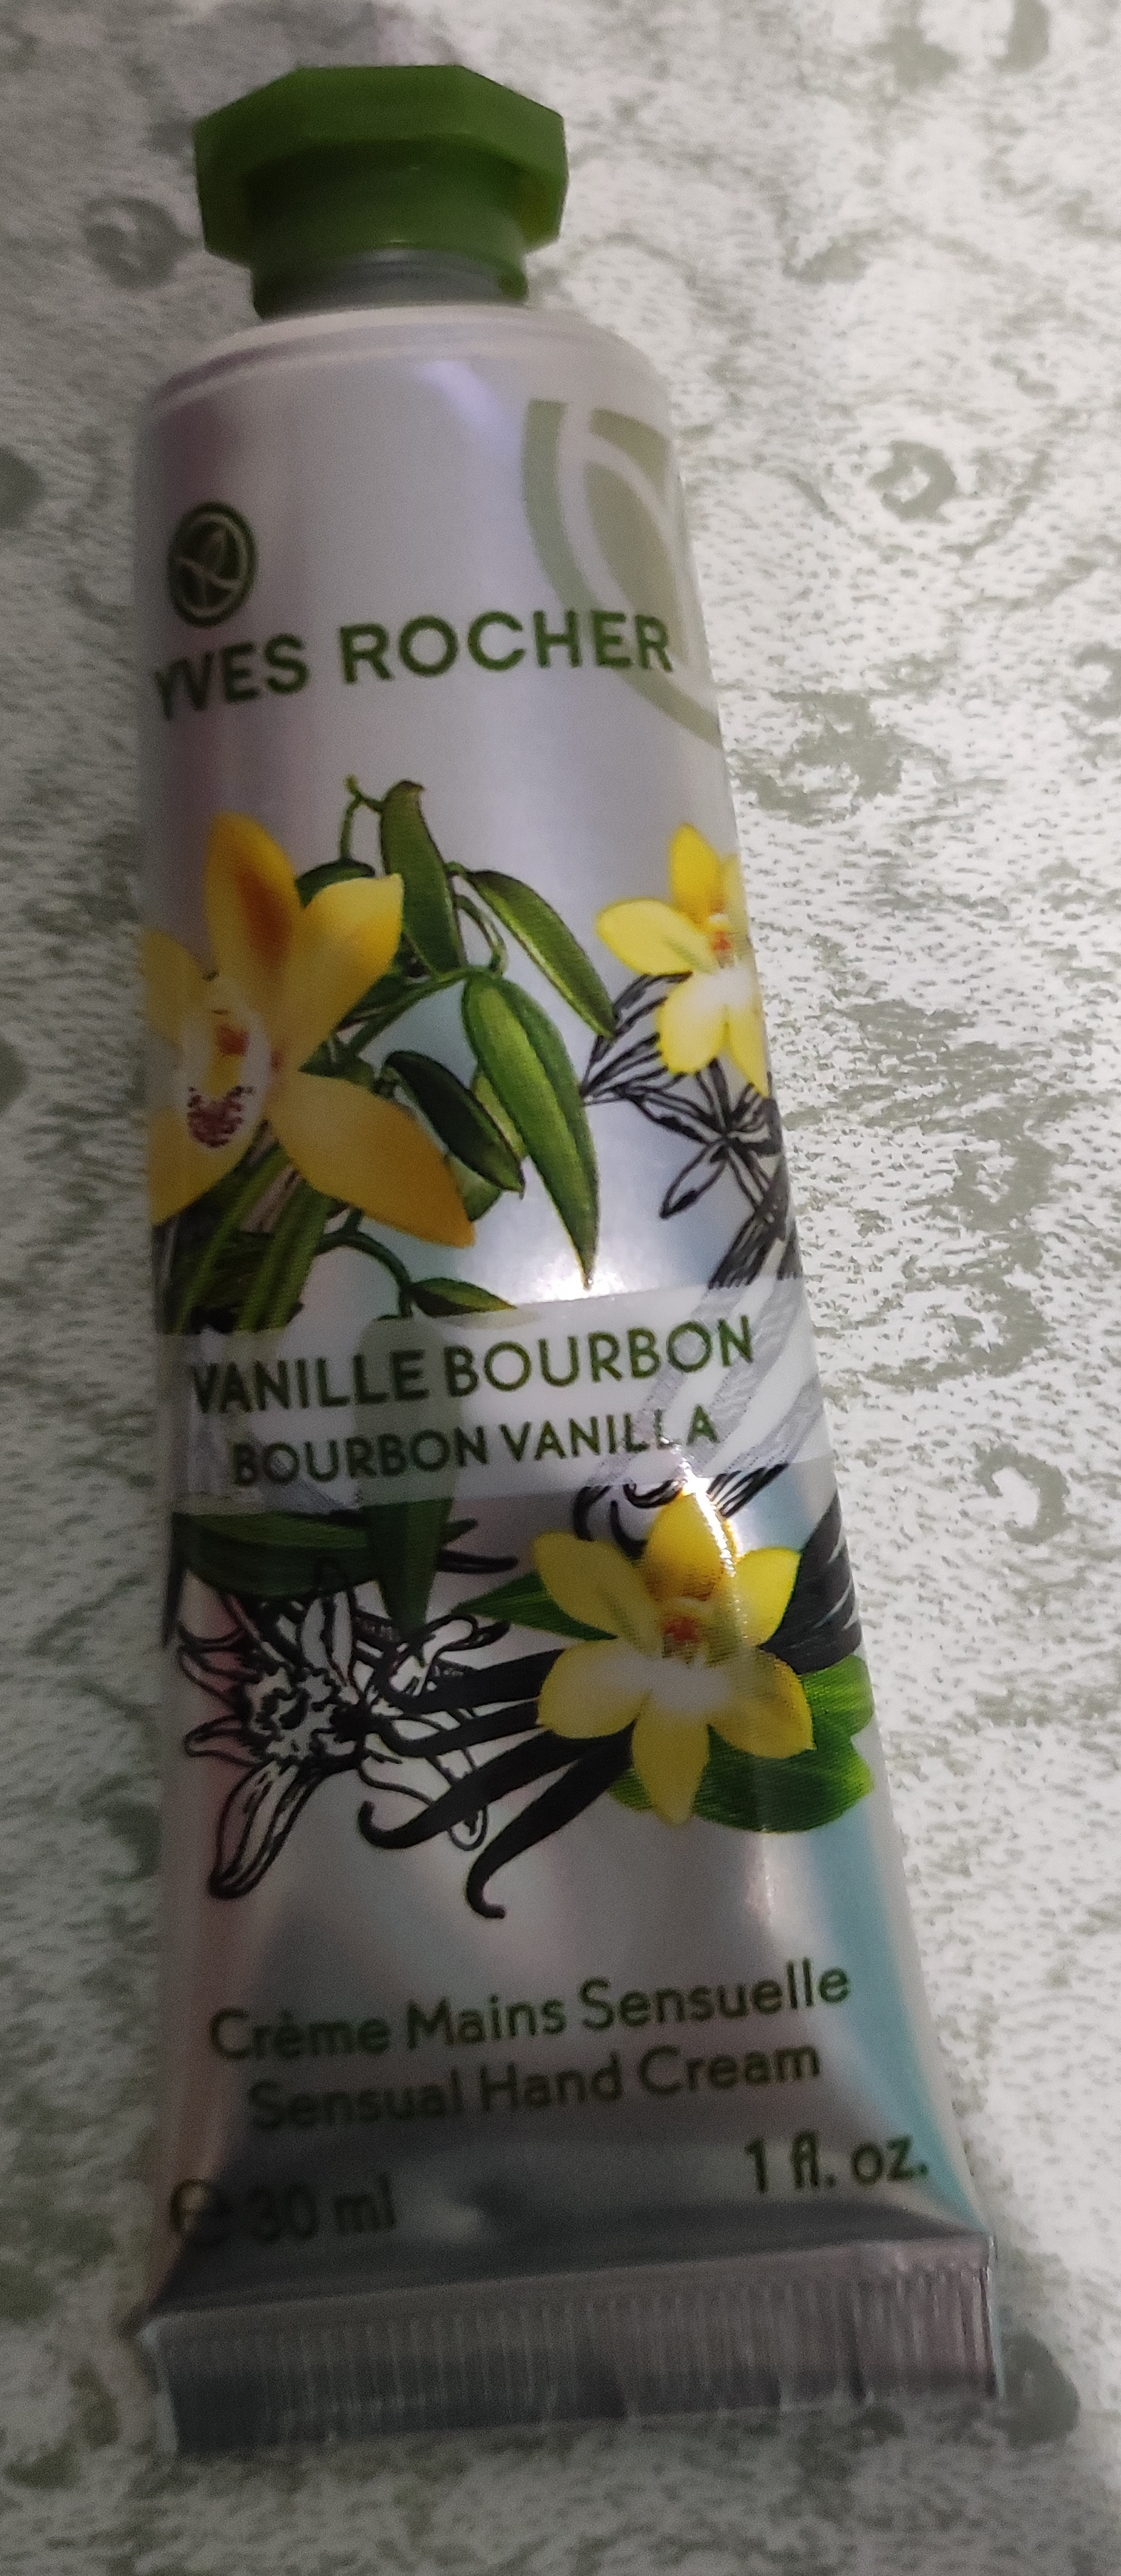 YVES ROCHER
VANILLE BOURBON
BOURBON VANILLA
Crème Mains Sensuelle
Sensual Hand Cream
℮ 30 ml 1 fl. oz.